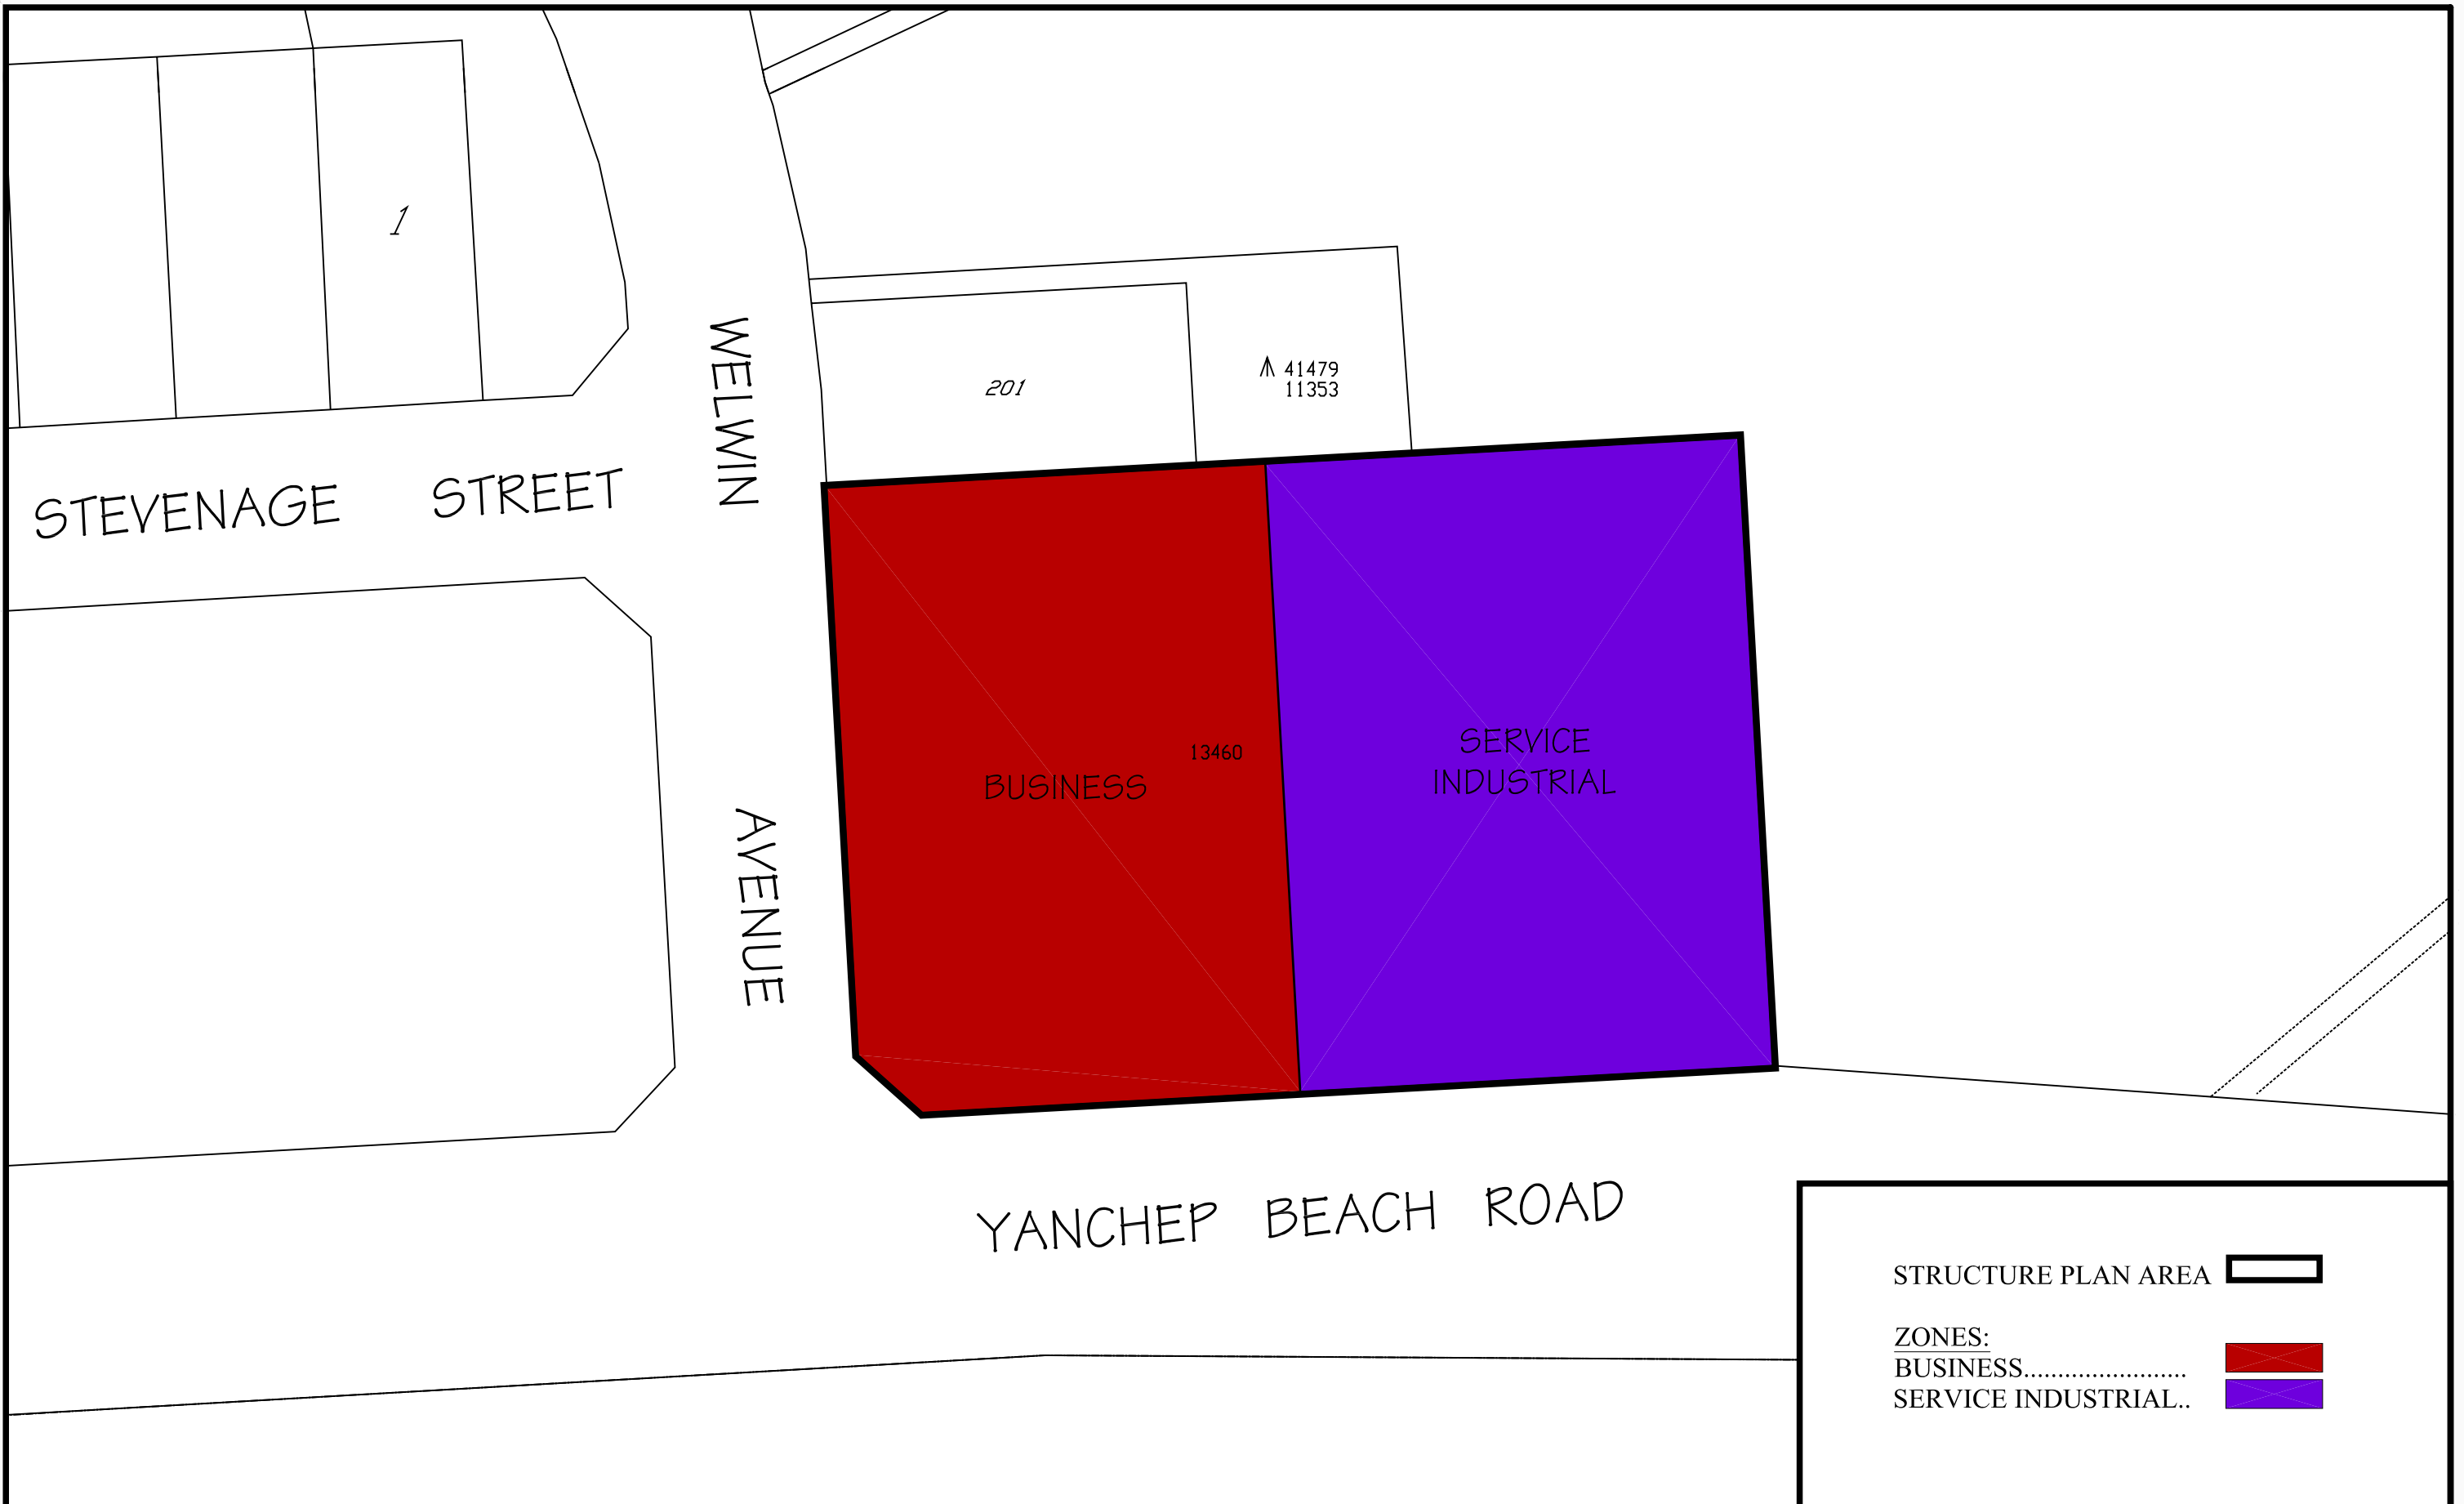 1
WELWIN
201
41479
11353
STEVENAGE STREET
13460
BUSINESS
SERVICE
INDUSTRIAL
AVENUE
YANCHEP BEACH ROAD
STRUCTURE PLAN AREA
ZONES:
BUSINESS........................
SERVICE INDUSTRIAL..